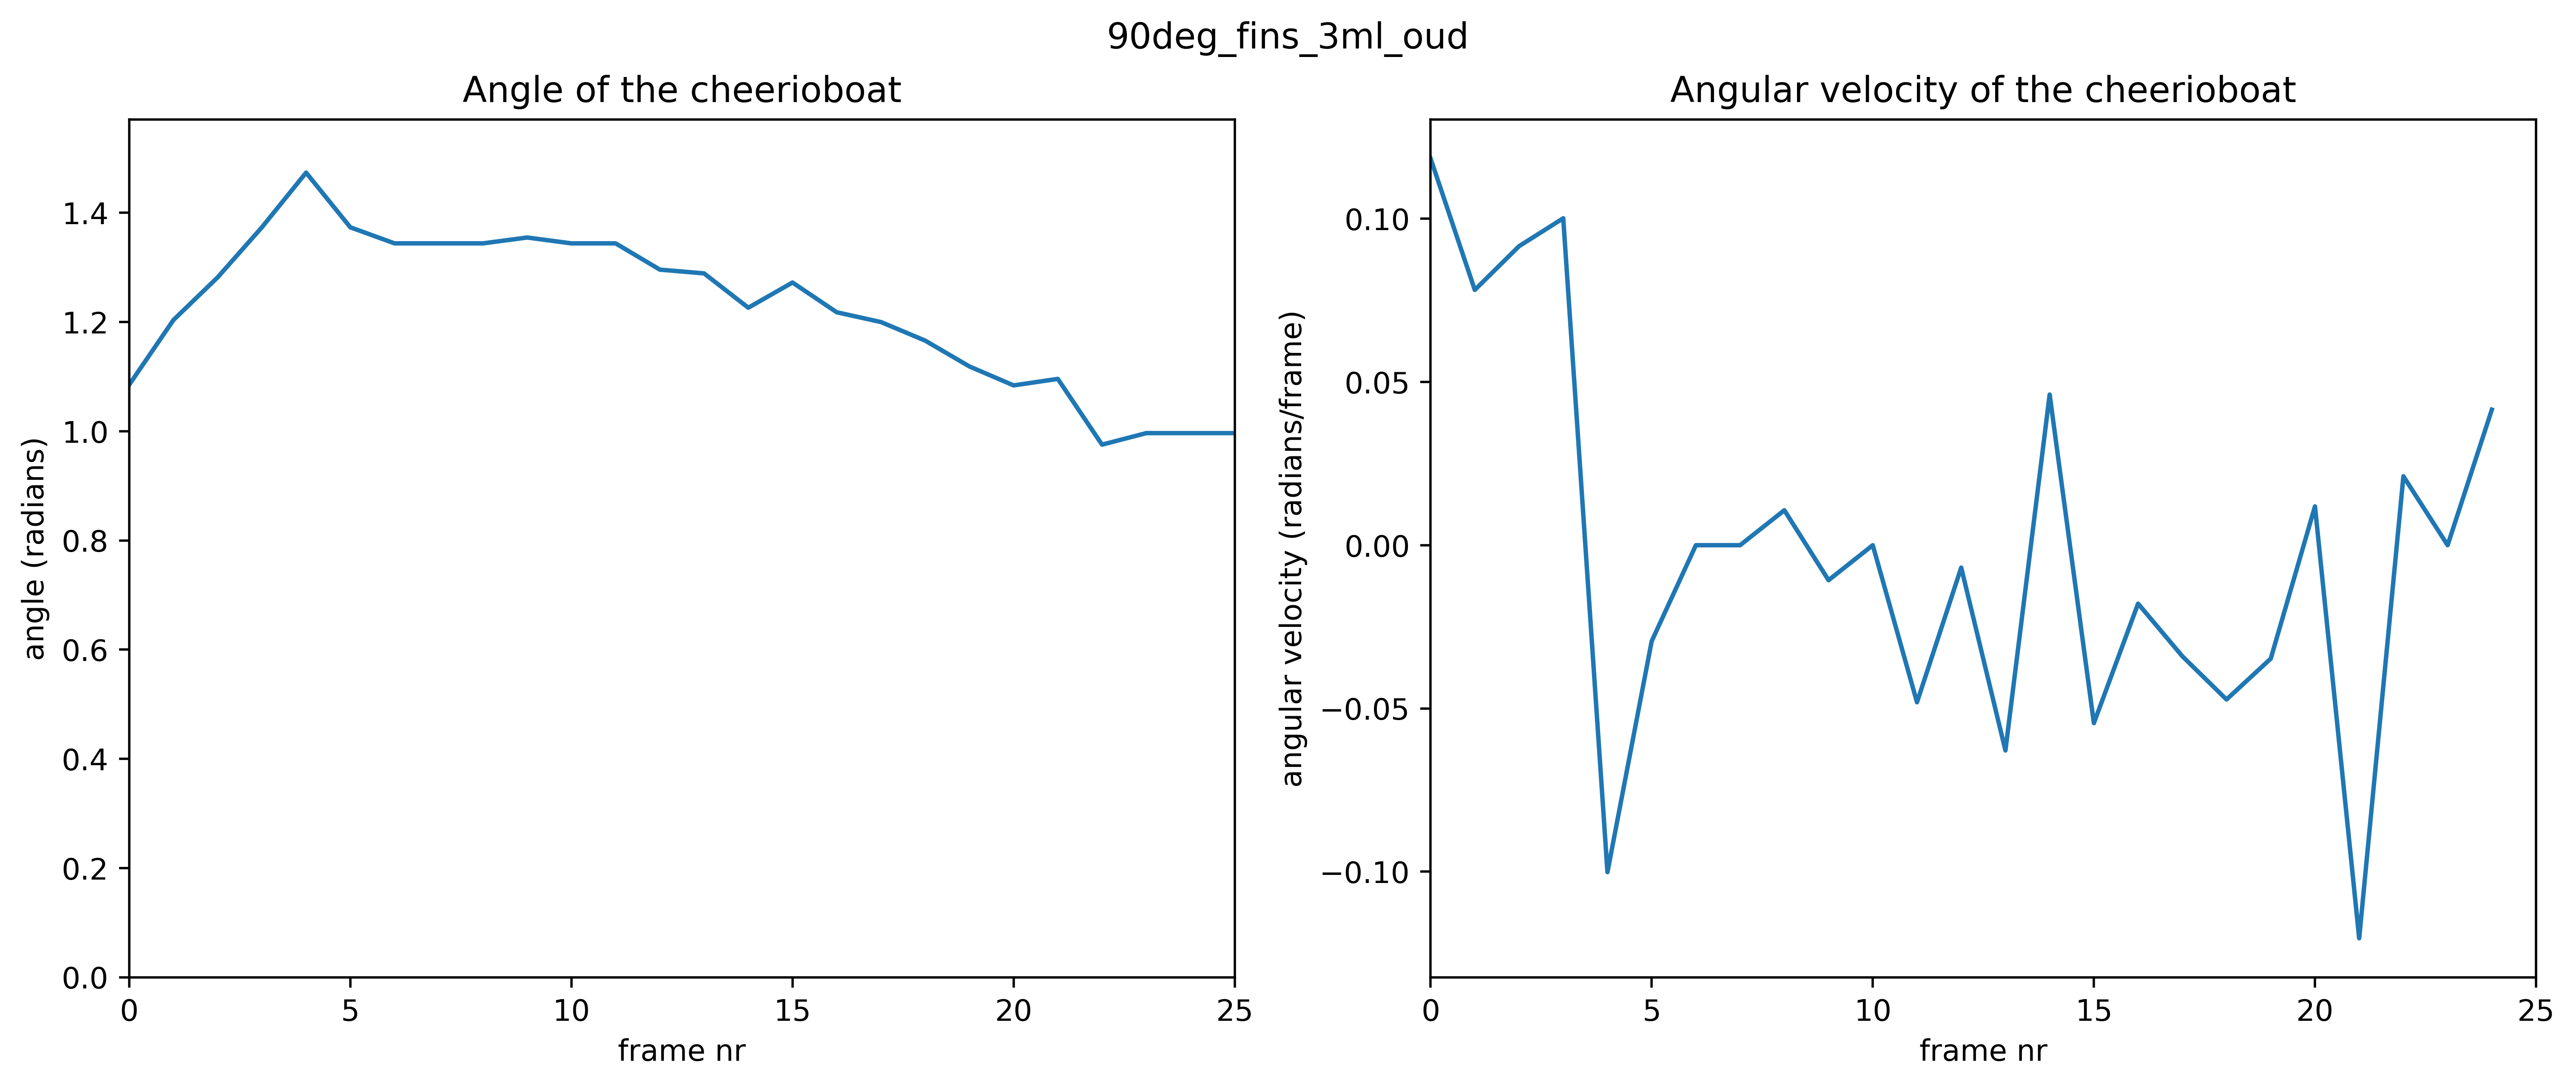 90deg_fins_3ml_oud
Angle of the cheerioboat
angle (radians)
1.4
1.2
1.0
0.8
0.6
0.4
0.2
0.0
0 5 10 15 20 25
frame nr
Angular velocity of the cheerioboat
angular velocity (radians/frame)
0.10
0.05
0.00
−0.05
−0.10
0 5 10 15 20 25
frame nr